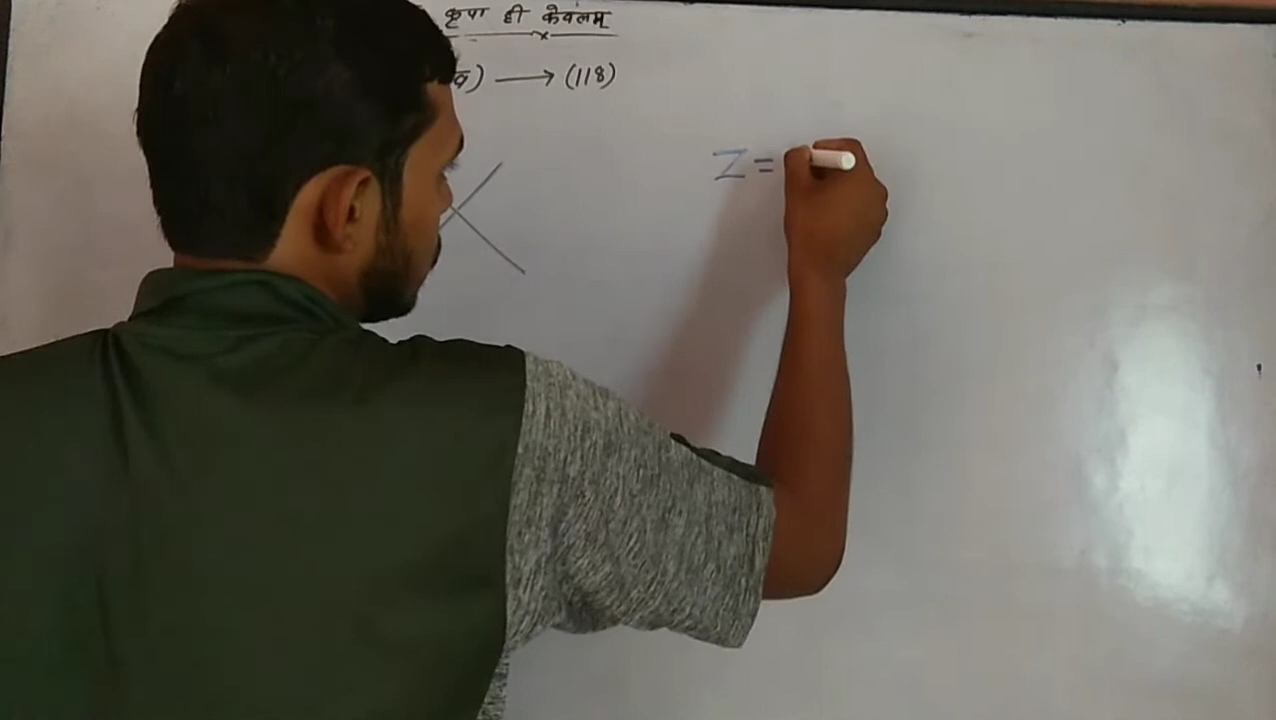 कृपा ही केवलम्
व) → (118)
Z =